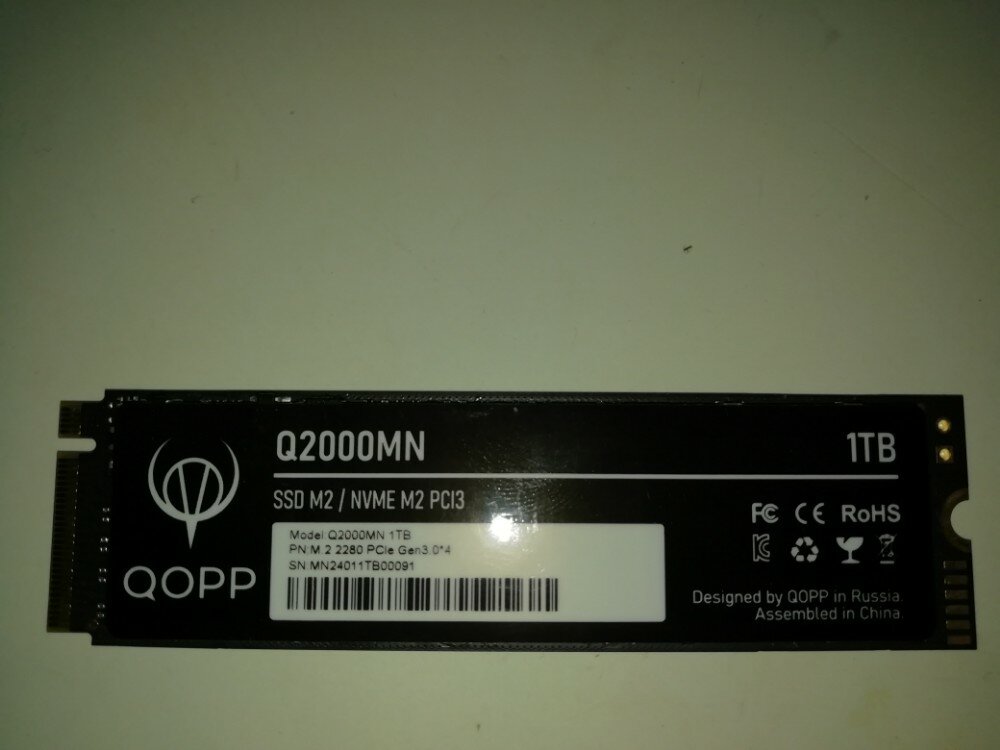 Q2000MN
1TB
SSD M2 / NVME M2 PCI3
Model:Q2000MN 1TB
PN:M.2 2280 PCIe Gen3.0*4
SN:MN24011TB00091
QOPP
FC CE RoHS
Designed by QOPP in Russia.
Assembled in China.